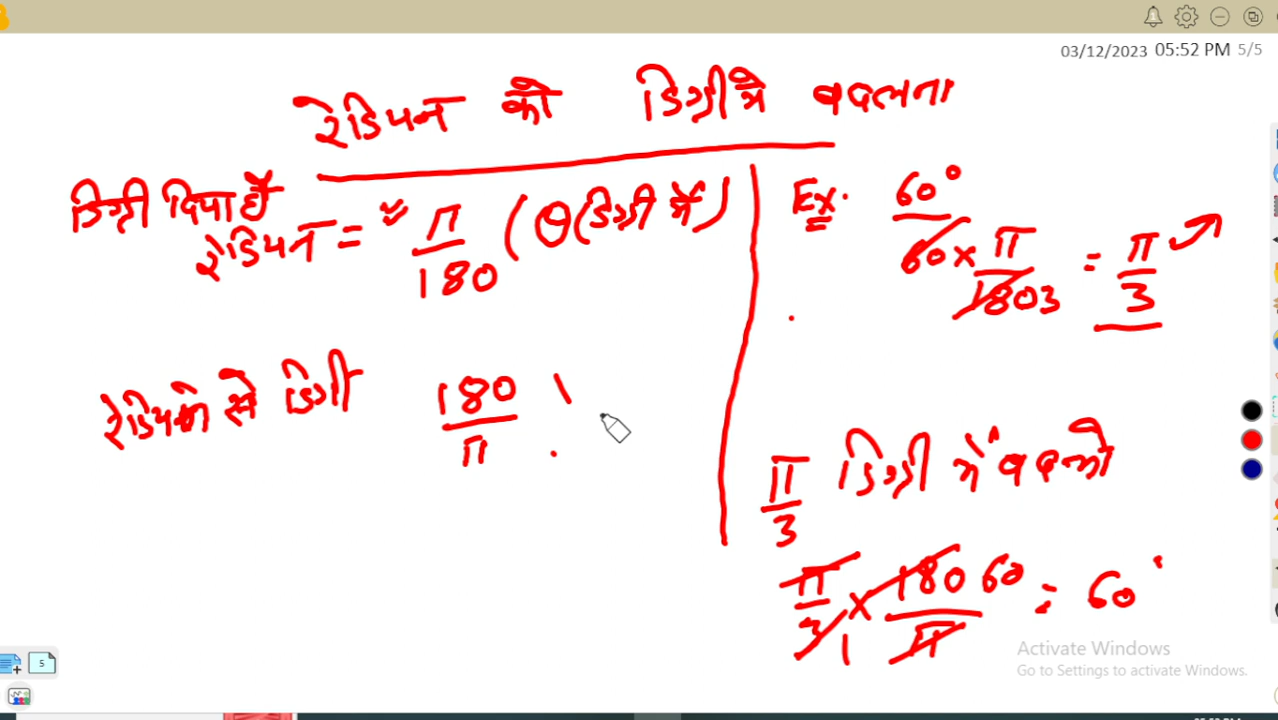 03/12/2023 05:52 PM 5/5
रेडियन को डिग्री मे बदलना
डिग्री दिया है
रेडियन = π/180 (θ(डिग्री में)
Ex. 60°
60 × π/180 3 = π/3
रेडियन से डिग्री 180/π
π/3 डिग्री में बदलो
π/3 1 × 180 60/π = 60°
Activate Windows
Go to Settings to activate Windows.
5